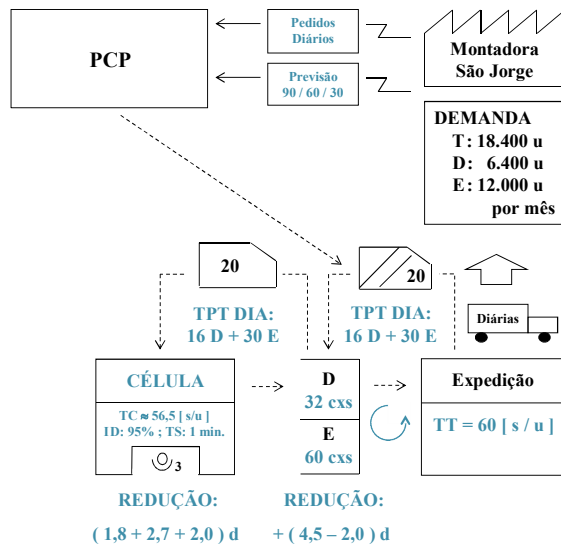 PCP
Pedidos
Diários
Previsão
90 / 60 / 30
Montadora
São Jorge
DEMANDA
T : 18.400 u
D: 6.400 u
E : 12.000 u
por mês
20
20
TPT DIA:
16 D + 30 E
TPT DIA:
16 D + 30 E
Diárias
CÉLULA
TC ≈ 56,5 [ s/u ]
ID: 95% ; TS: 1 min.
3
D
32 cxs
E
60 cxs
Expedição
TT = 60 [ s / u ]
REDUÇÃO:
( 1,8 + 2,7 + 2,0 ) d
REDUÇÃO:
+ ( 4,5 – 2,0 ) d